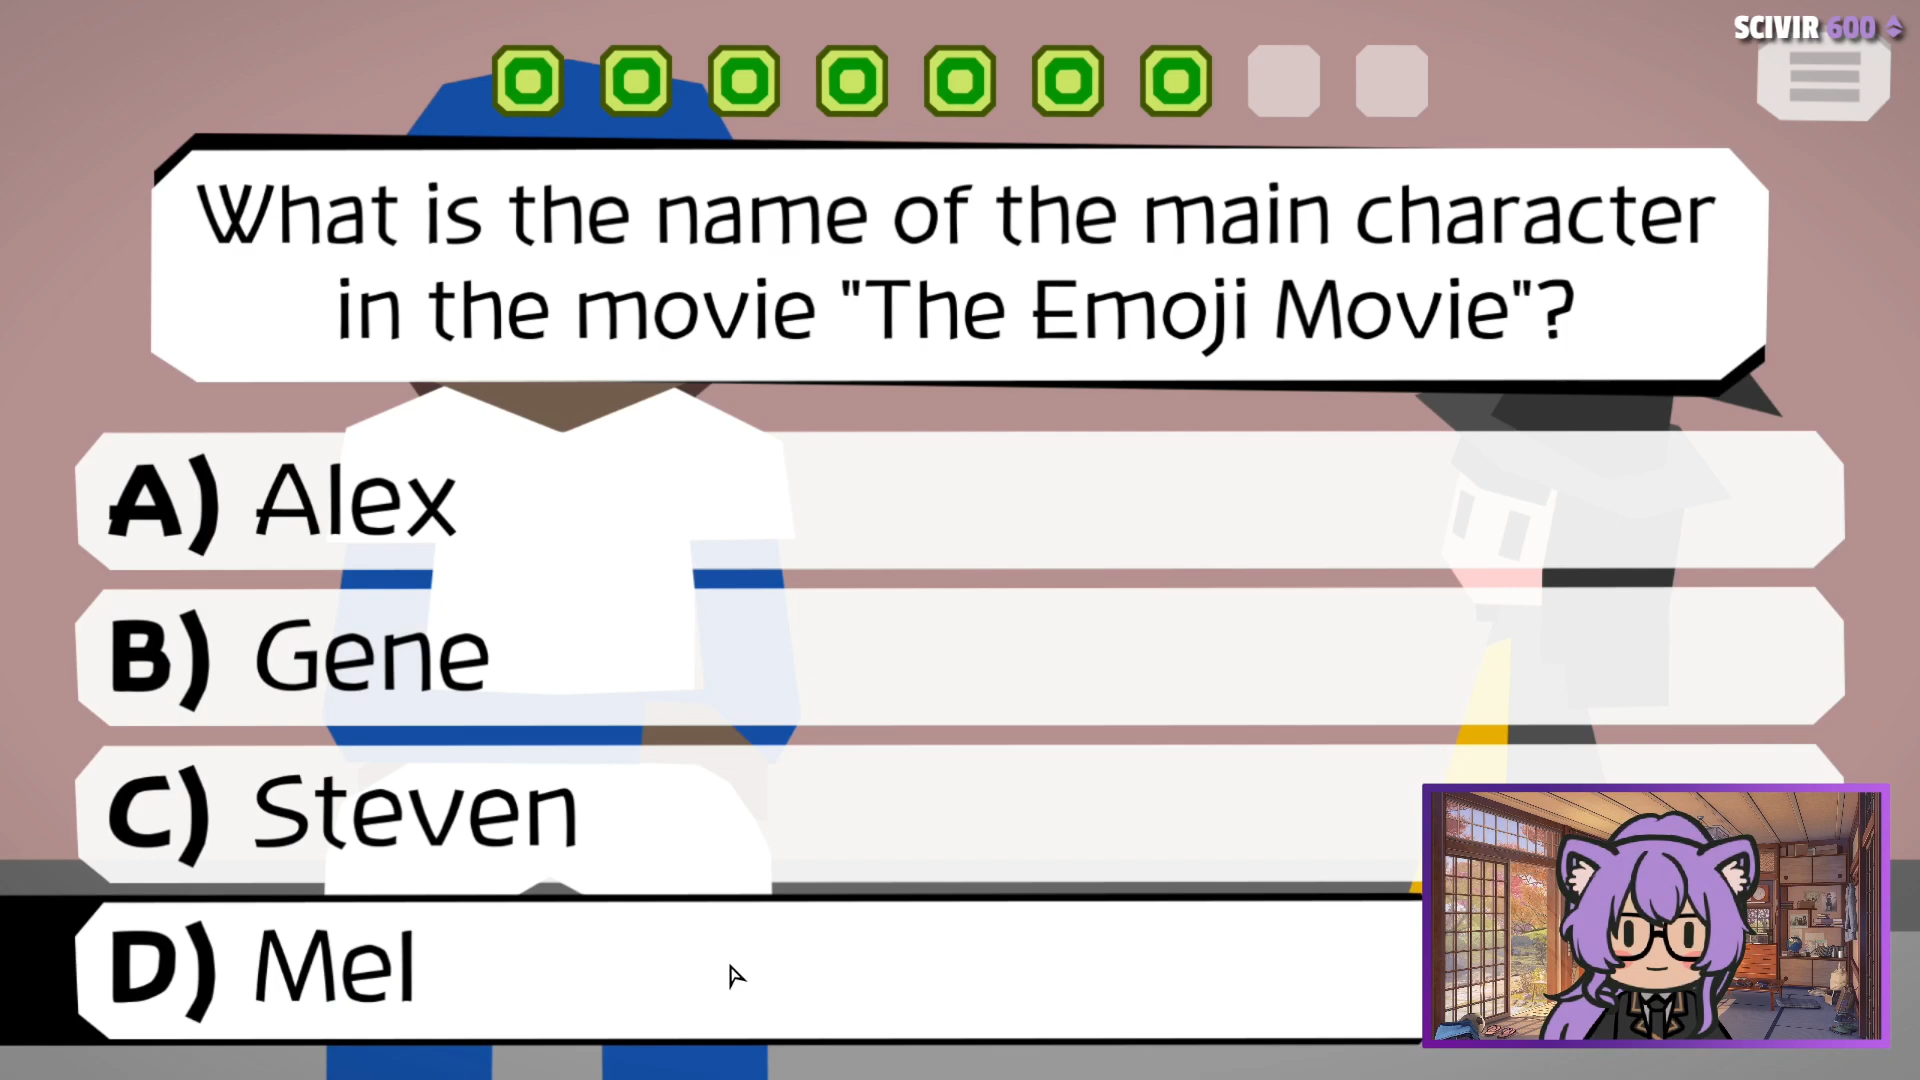 SCIVIR 600
What is the name of the main character
in the movie "The Emoji Movie"?
A) Alex
B) Gene
C) Steven
D) Mel